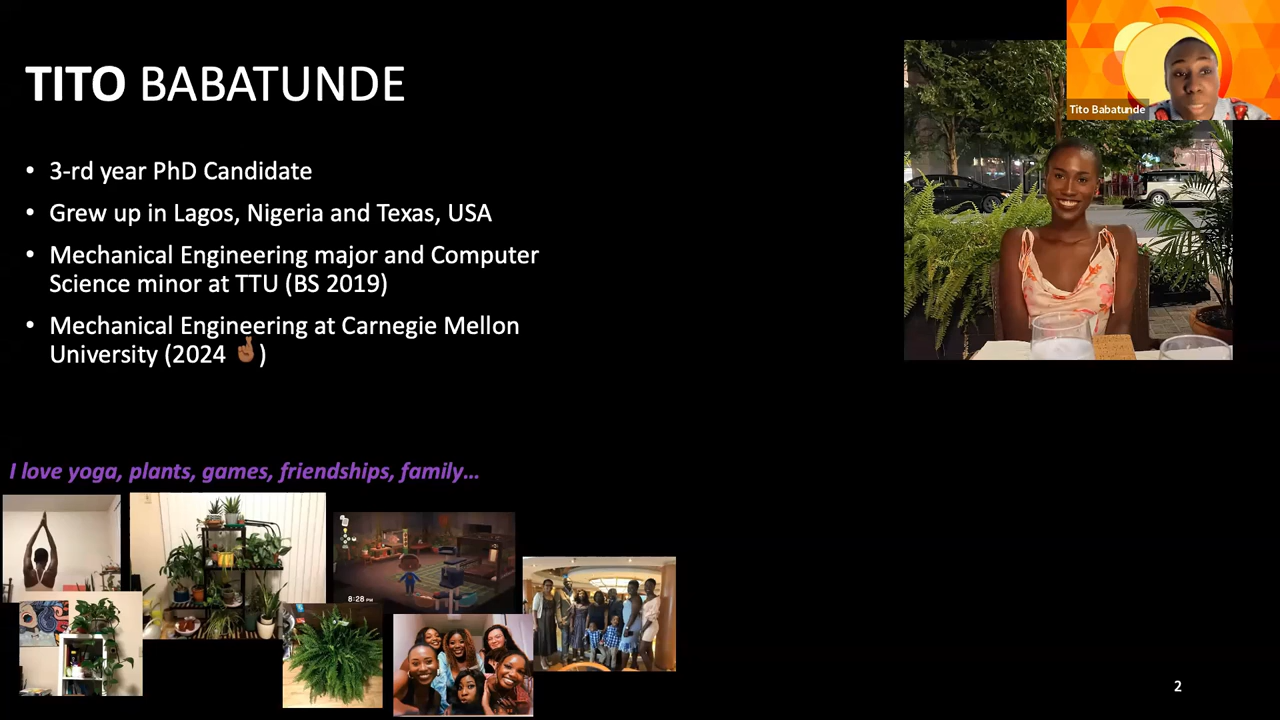 TITO BABATUNDE
Tito Babatunde
• 3-rd year PhD Candidate
• Grew up in Lagos, Nigeria and Texas, USA
• Mechanical Engineering major and Computer
Science minor at TTU (BS 2019)
• Mechanical Engineering at Carnegie Mellon
University (2024 🤞🏾)
I love yoga, plants, games, friendships, family...
8:28 PM
2